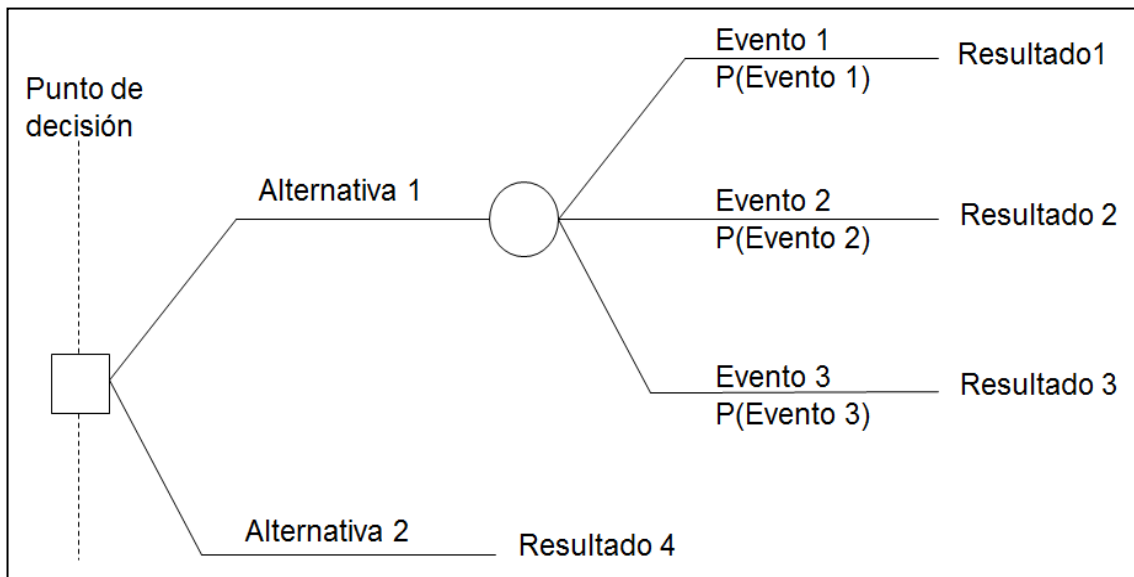 Punto de
decisión
Alternativa 1
Evento 1
P(Evento 1)
Resultado1
Evento 2
P(Evento 2)
Resultado 2
Evento 3
P(Evento 3)
Resultado 3
Alternativa 2
Resultado 4